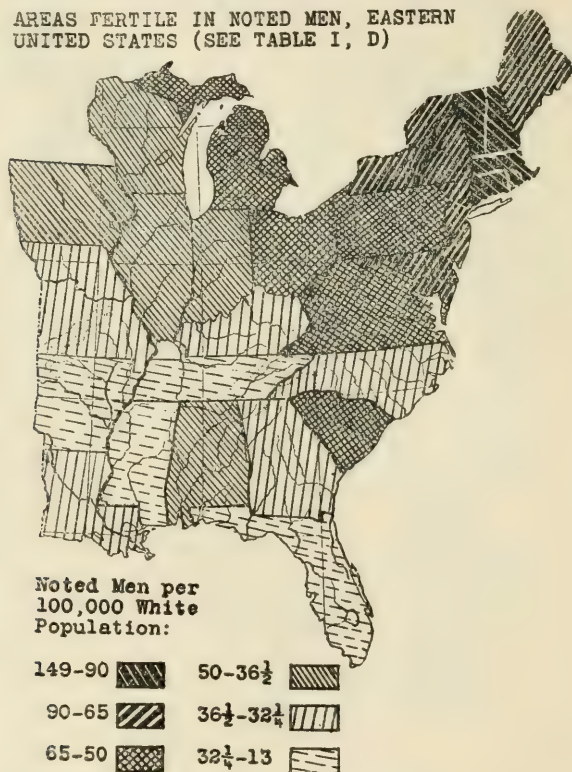 AREAS FERTILE IN NOTED MEN, EASTERN
UNITED STATES (SEE TABLE I, D)
Noted Men per
100,000 White
Population:
149-90
50-36½
90-65
36½-32¼
65-50
32¼-13